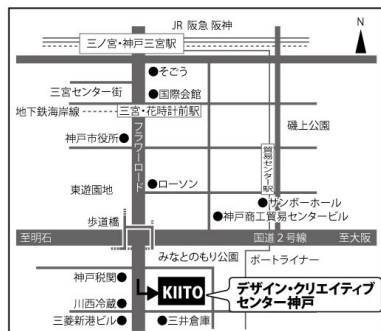 JR 阪急 阪神
N
三ノ宮・神戸三宮駅
そごう
三宮センター街
国際会館
地下鉄海岸線
三宮・花時計前駅
磯上公園
神戸市役所
フラワーロード
貿易センター駅
東遊園地
ローソン
サンボーホール
神戸商工貿易センタービル
歩道橋
至明石
国道2号線
至大阪
みなとのもり公園
ポートライナー
神戸税関
KIITO
デザイン・クリエイティブ
センター神戸
川西冷蔵
三菱新港ビル
三井倉庫